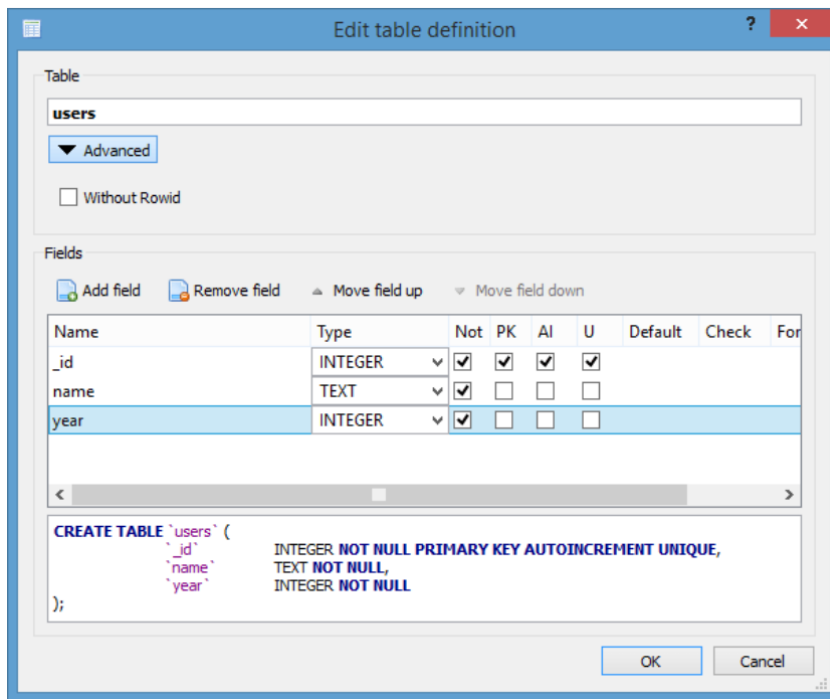 Edit table definition
?
Table
users
Advanced
Without Rowid
Fields
Add field Remove field Move field up Move field down
Name Type Not PK AI U Default Check For
_id INTEGER
name TEXT
year INTEGER
CREATE TABLE `users` (
`_id` INTEGER NOT NULL PRIMARY KEY AUTOINCREMENT UNIQUE,
`name` TEXT NOT NULL,
`year` INTEGER NOT NULL
);
OK Cancel